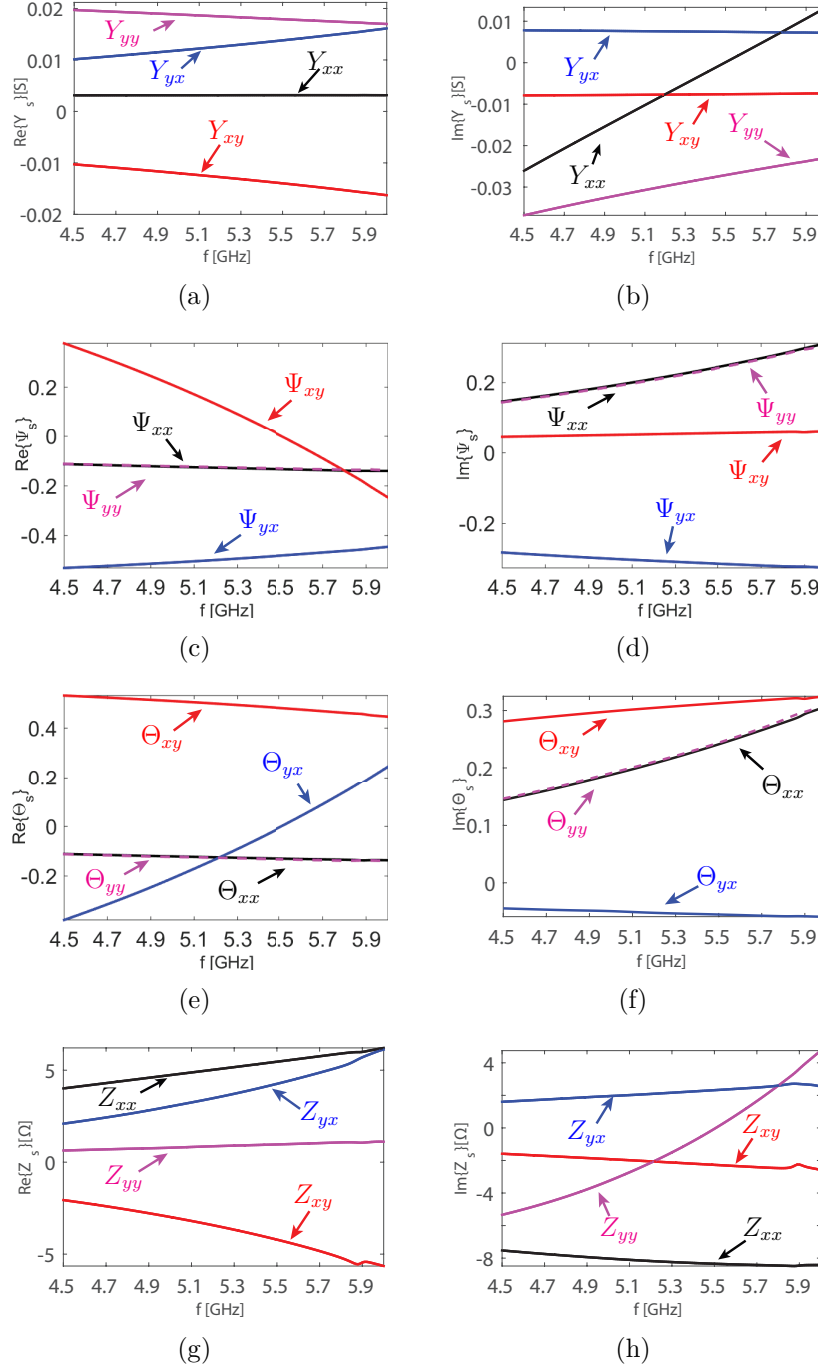 0.02
0.01
0
-0.01
-0.02
Re{Y_s}[S]
Y_yy
Y_yx
Y_xx
Y_xy
4.5 4.7 4.9 5.1 5.3 5.5 5.7 5.9
f [GHz]
(a)
0.01
0
-0.01
-0.02
-0.03
Im{Y_s}[S]
Y_yx
Y_xy
Y_yy
Y_xx
4.5 4.7 4.9 5.1 5.3 5.5 5.7 5.9
f [GHz]
(b)
0.2
0
-0.2
-0.4
Re{Ψ_s}
Ψ_xy
Ψ_xx
Ψ_yy
Ψ_yx
4.5 4.7 4.9 5.1 5.3 5.5 5.7 5.9
f [GHz]
(c)
0.2
0
-0.2
Im{Ψ_s}
Ψ_xx
Ψ_yy
Ψ_xy
Ψ_yx
4.5 4.7 4.9 5.1 5.3 5.5 5.7 5.9
f [GHz]
(d)
0.4
0.2
0
-0.2
Re{Θ_s}
Θ_xy
Θ_yx
Θ_yy
Θ_xx
4.5 4.7 4.9 5.1 5.3 5.5 5.7 5.9
f [GHz]
(e)
0.3
0.2
0.1
0
Im{Θ_s}
Θ_xy
Θ_xx
Θ_yy
Θ_yx
4.5 4.7 4.9 5.1 5.3 5.5 5.7 5.9
f [GHz]
(f)
5
0
-5
Re{Z_s}[Ω]
Z_xx
Z_yx
Z_yy
Z_xy
4.5 4.7 4.9 5.1 5.3 5.5 5.7 5.9
f [GHz]
(g)
4
0
-4
-8
Im{Z_s}[Ω]
Z_yx
Z_xy
Z_yy
Z_xx
4.5 4.7 4.9 5.1 5.3 5.5 5.7 5.9
f [GHz]
(h)